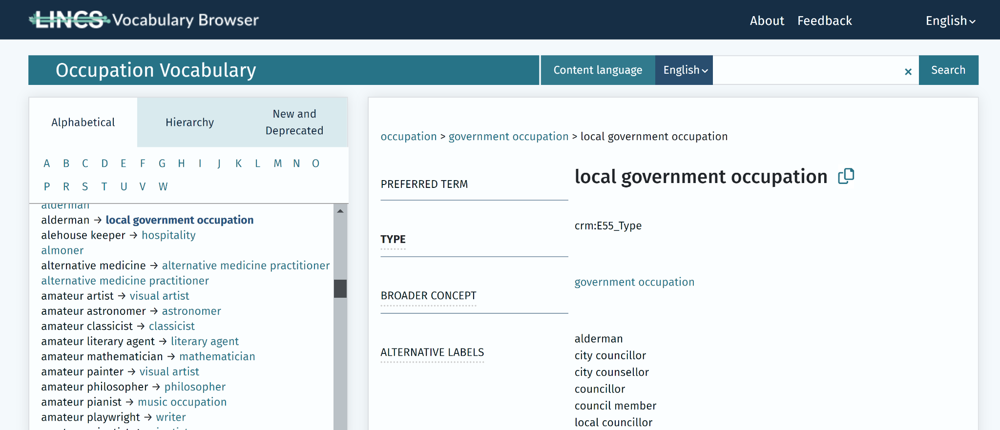 LINCS Vocabulary Browser
About Feedback English
Occupation Vocabulary
Content language English × Search
Alphabetical Hierarchy New and Deprecated
A B C D E F G H I J K L M N O
P R S T U V W
alderman
alderman → local government occupation
alehouse keeper → hospitality
almoner
alternative medicine → alternative medicine practitioner
alternative medicine practitioner
amateur artist → visual artist
amateur astronomer → astronomer
amateur classicist → classicist
amateur literary agent → literary agent
amateur mathematician → mathematician
amateur painter → visual artist
amateur philosopher → philosopher
amateur pianist → music occupation
amateur playwright → writer
occupation > government occupation > local government occupation
PREFERRED TERM
local government occupation
TYPE
crm:E55_Type
BROADER CONCEPT
government occupation
ALTERNATIVE LABELS
alderman
city councillor
city counsellor
councillor
council member
local councillor